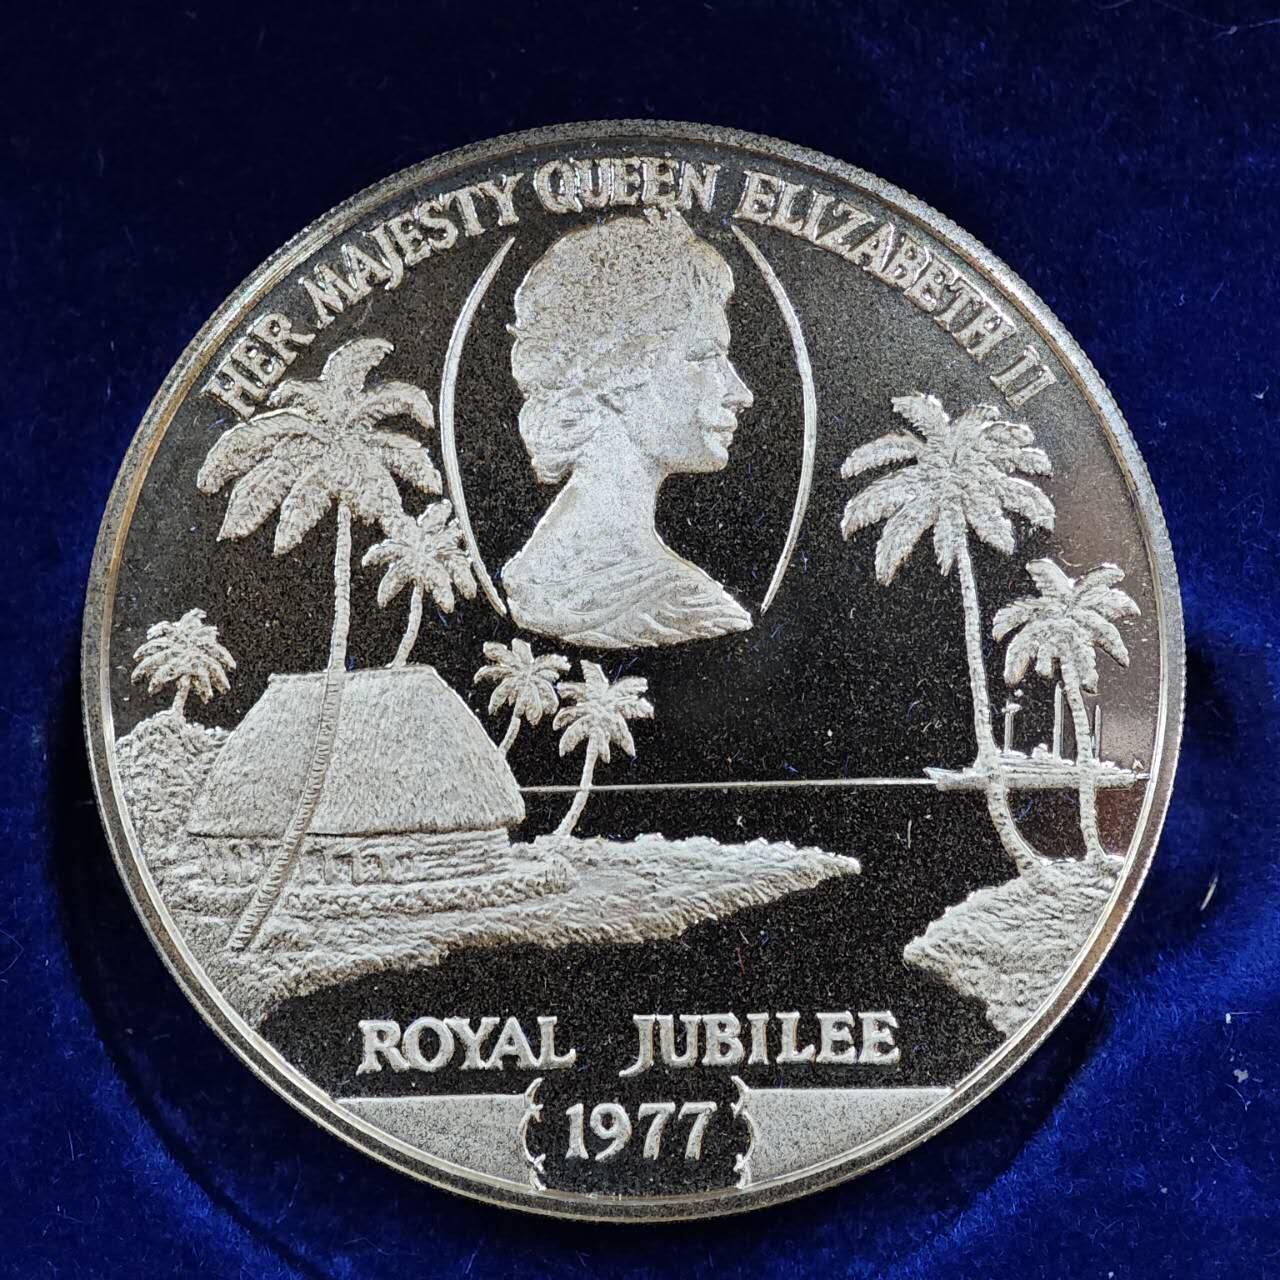 HER MAJESTY QUEEN ELIZABETH II
ROYAL JUBILEE
1977